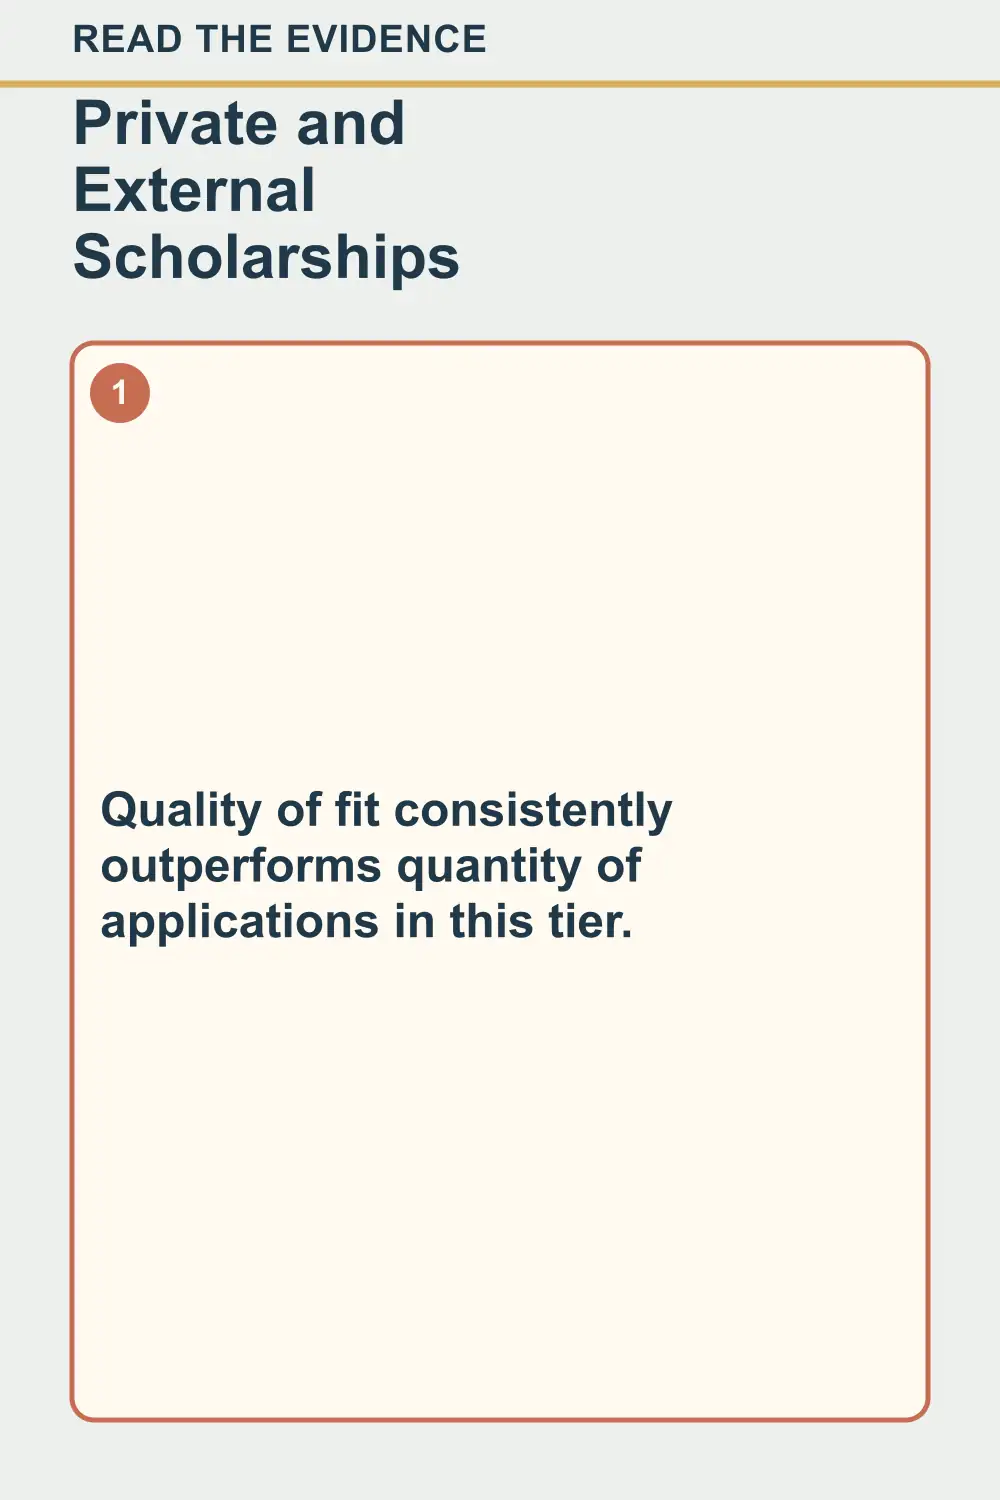 READ THE EVIDENCE
Private and
External
Scholarships
1
Quality of fit consistently
outperforms quantity of
applications in this tier.